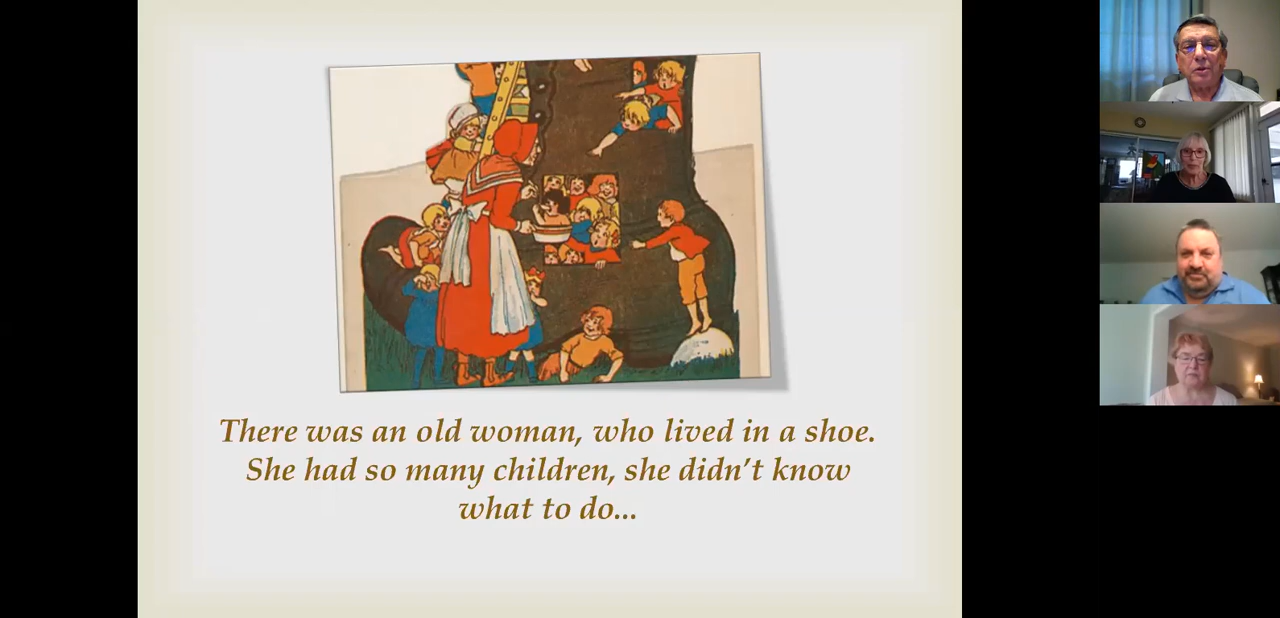 There was an old woman, who lived in a shoe.
She had so many children, she didn’t know
what to do...